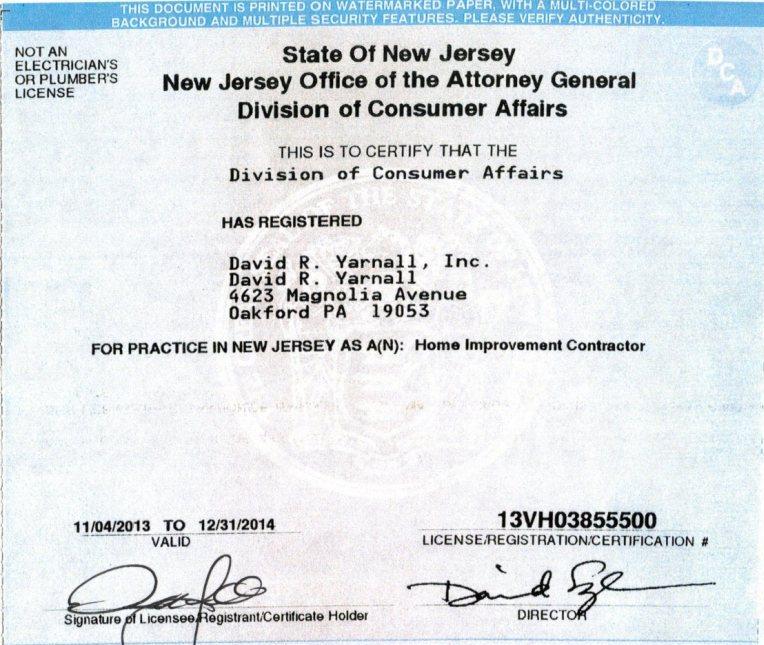 THIS DOCUMENT IS PRINTED ON WATERMARKED PAPER, WITH A MULTI-COLORED
BACKGROUND AND MULTIPLE SECURITY FEATURES. PLEASE VERIFY AUTHENTICITY.
NOT AN
ELECTRICIAN'S
OR PLUMBER'S
LICENSE
State Of New Jersey
New Jersey Office of the Attorney General
Division of Consumer Affairs
DCA
THIS IS TO CERTIFY THAT THE
Division of Consumer Affairs
HAS REGISTERED
David R. Yarnall, Inc.
David R. Yarnall
4623 Magnolia Avenue
Oakford PA 19053
FOR PRACTICE IN NEW JERSEY AS A(N): Home Improvement Contractor
11/04/2013 TO 12/31/2014
VALID
13VH03855500
LICENSE/REGISTRATION/CERTIFICATION #
Signature of Licensee/Registrant/Certificate Holder
DIRECTOR